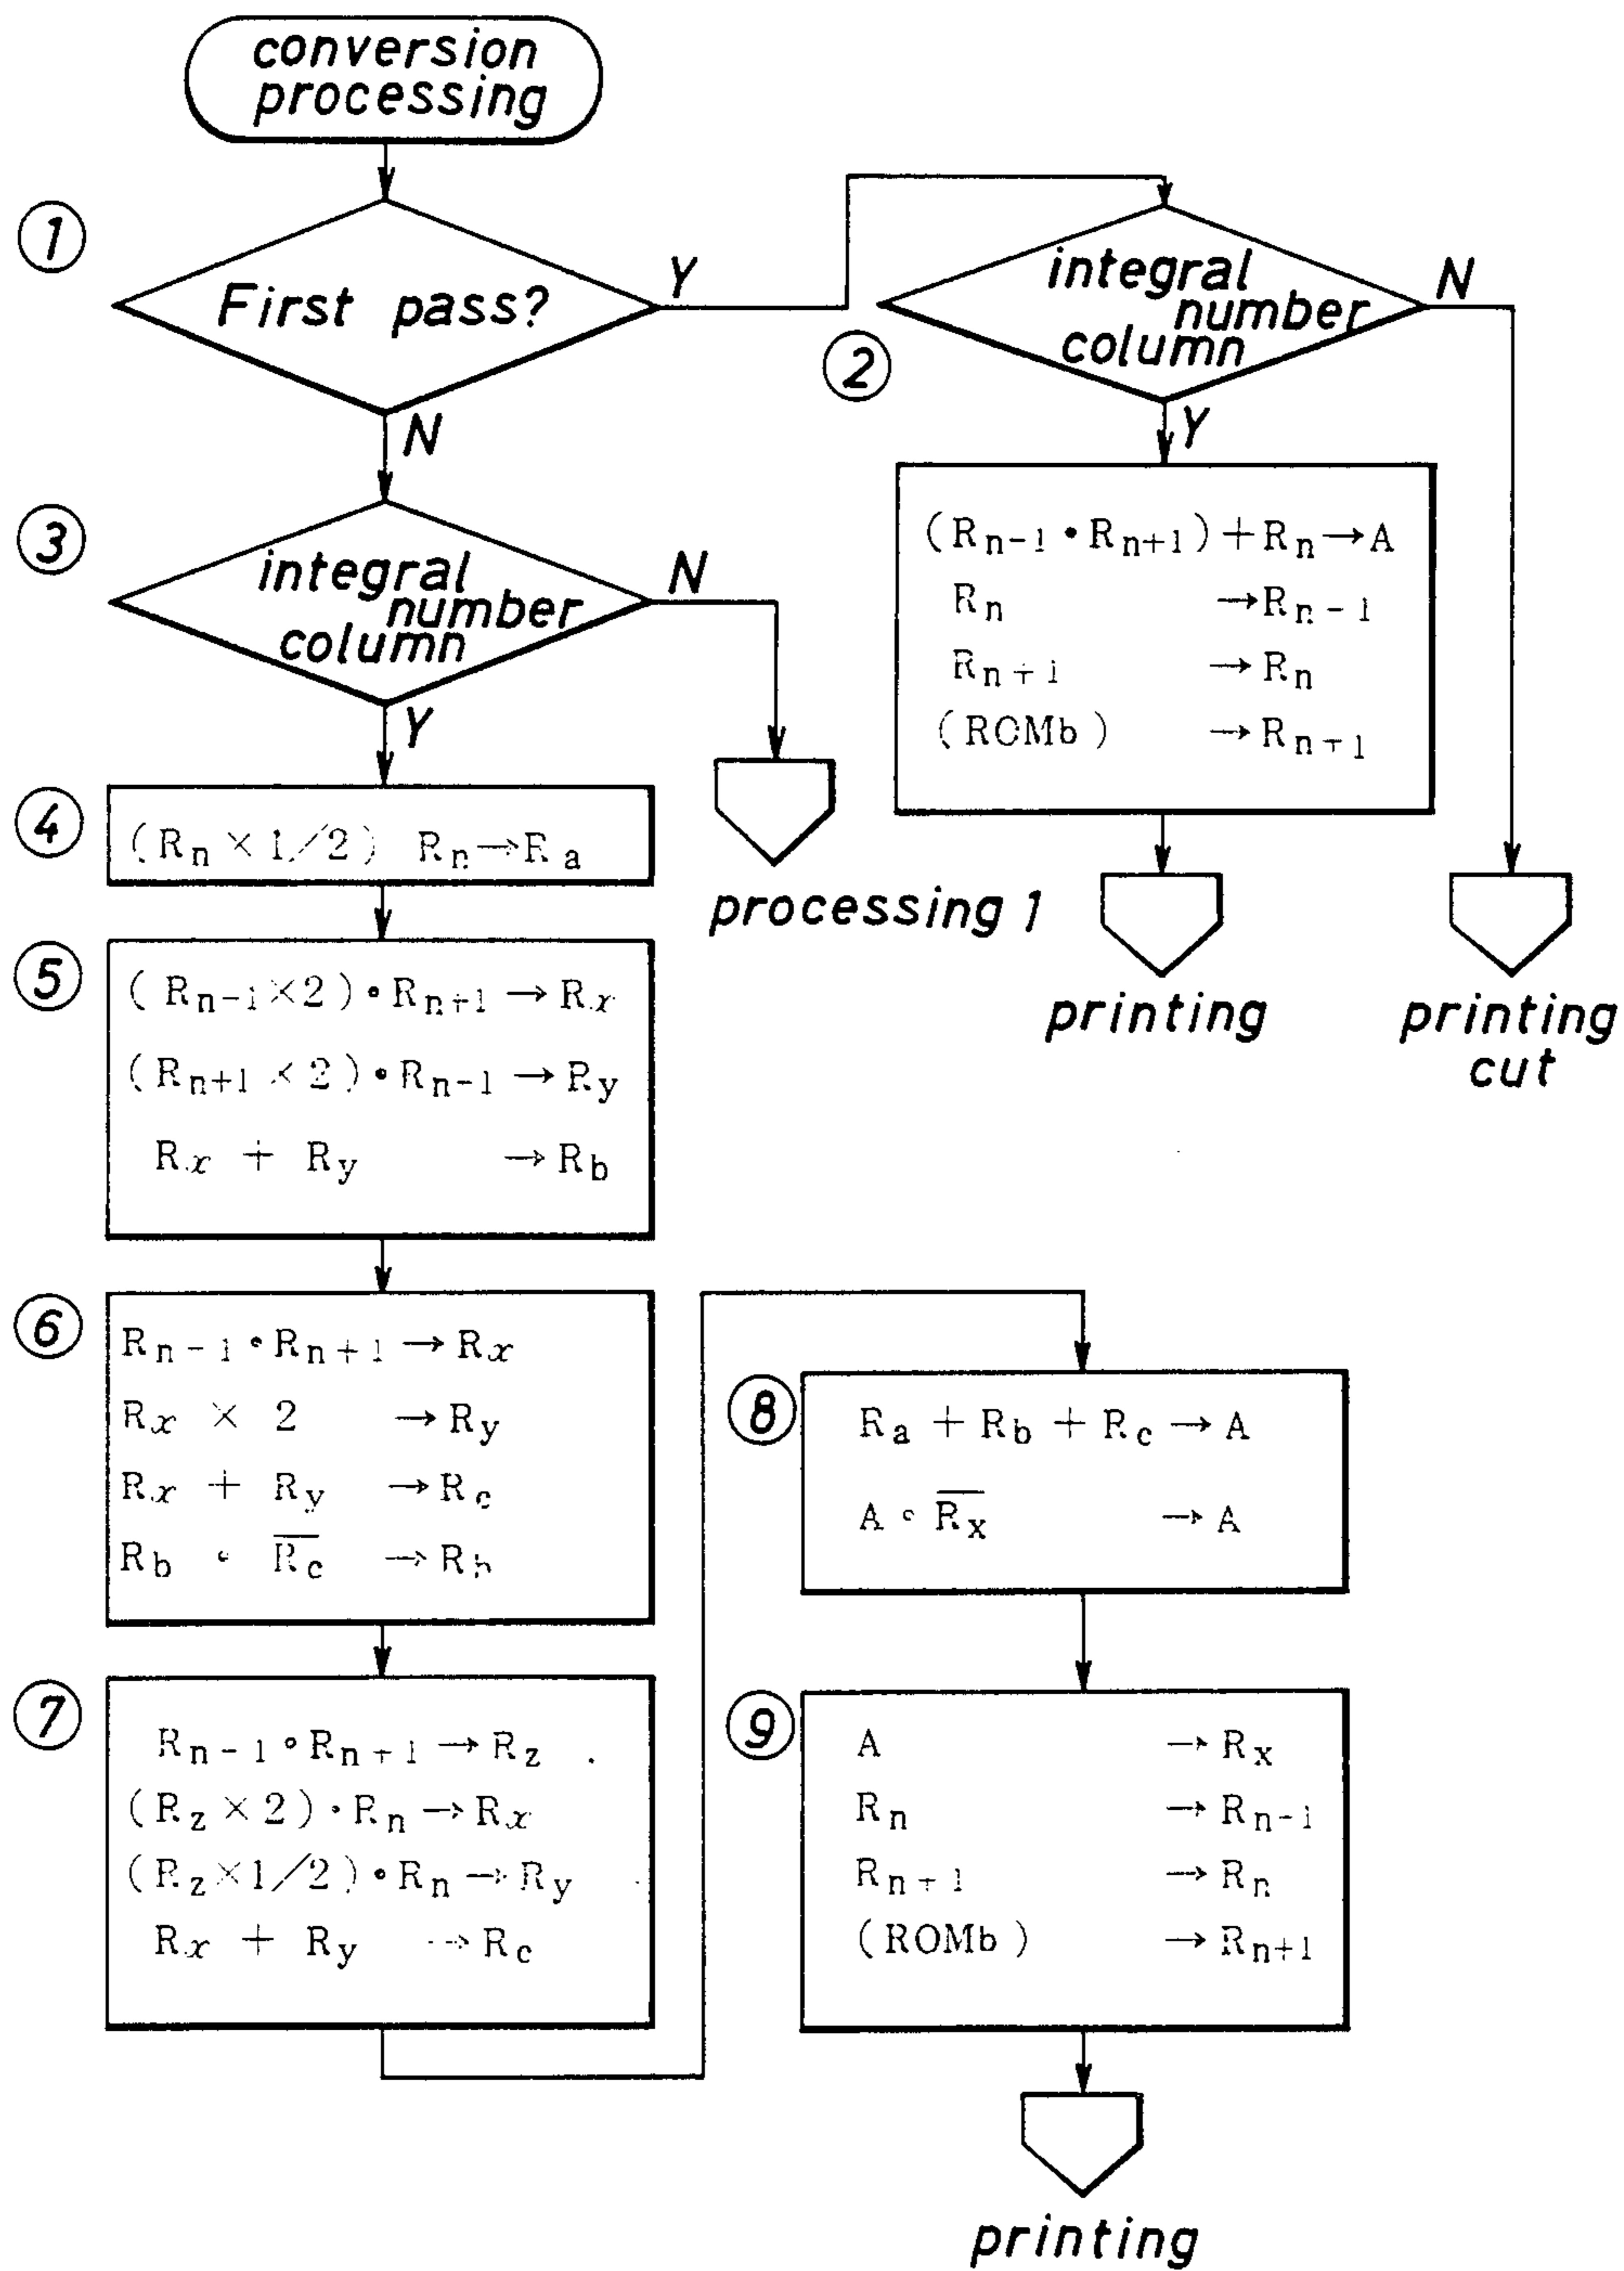 conversion
processing
① First pass? Y
N
② integral
number
column N
Y
(Rn-1 • Rn+1) + Rn → A
Rn → Rn-1
Rn+1 → Rn
(ROMb) → Rn+1
printing
printing
cut
③ integral
number
column N
Y
processing 1
④ (Rn × 1/2) Rn → Ra
⑤ (Rn-1 × 2) • Rn+1 → Rx
(Rn+1 × 2) • Rn-1 → Ry
Rx + Ry → Rb
⑥ Rn-1 • Rn+1 → Rx
Rx × 2 → Ry
Rx + Ry → Rc
Rb • R̅c̅ → Rb
⑦ Rn-1 • Rn+1 → Rz
(Rz × 2) • Rn → Rx
(Rz × 1/2) • Rn → Ry
Rx + Ry → Rc
⑧ Ra + Rb + Rc → A
A • R̅x̅ → A
⑨ A → Rx
Rn → Rn-1
Rn+1 → Rn
(ROMb) → Rn+1
printing